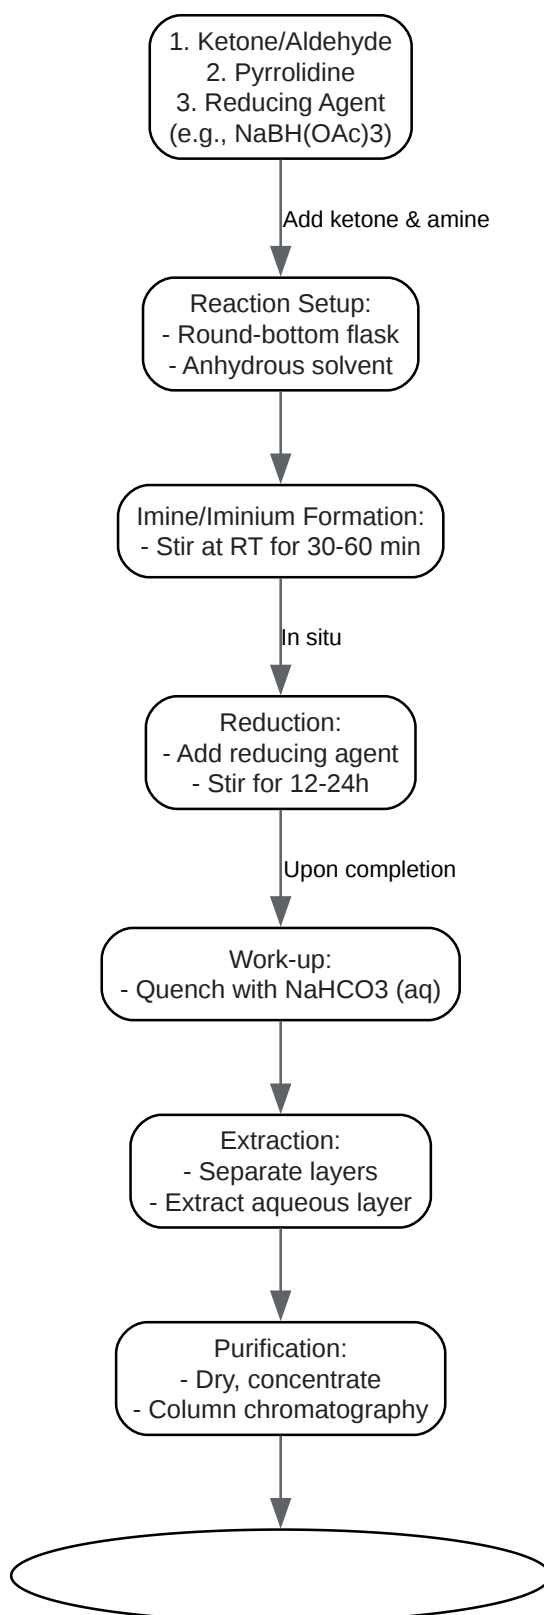 1. Ketone/Aldehyde
2. Pyrrolidine
3. Reducing Agent
(e.g., NaBH(OAc)3)
Add ketone & amine
Reaction Setup:
- Round-bottom flask
- Anhydrous solvent
Imine/Iminium Formation:
- Stir at RT for 30-60 min
In situ
Reduction:
- Add reducing agent
- Stir for 12-24h
Upon completion
Work-up:
- Quench with NaHCO3 (aq)
Extraction:
- Separate layers
- Extract aqueous layer
Purification:
- Dry, concentrate
- Column chromatography